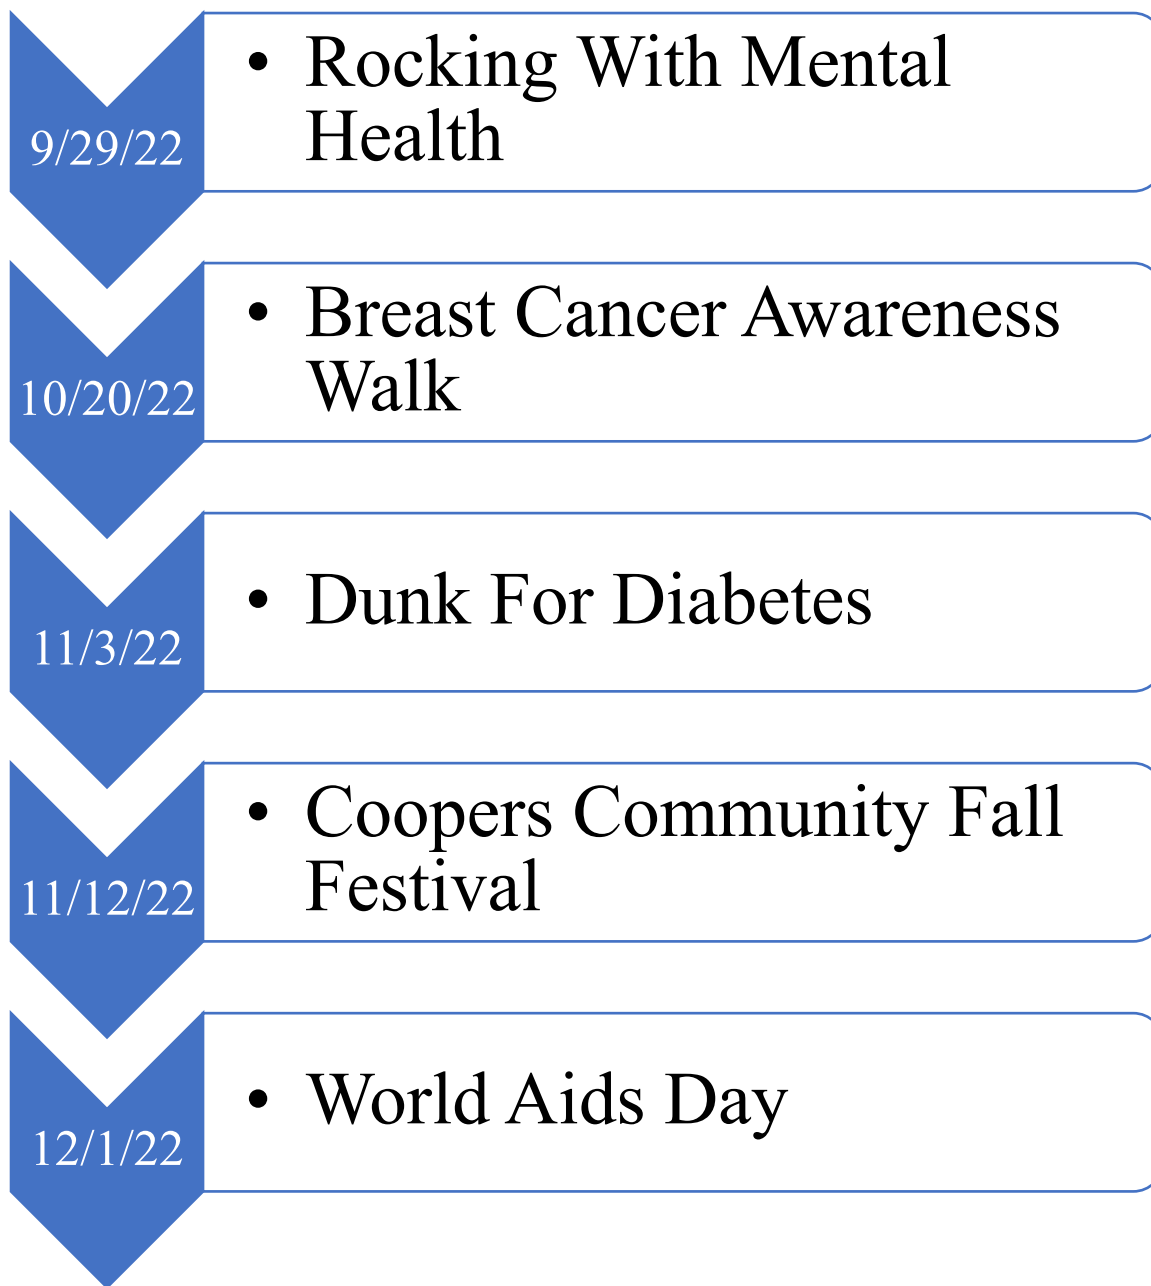 9/29/22
• Rocking With Mental
Health
10/20/22
• Breast Cancer Awareness
Walk
11/3/22
• Dunk For Diabetes
11/12/22
• Coopers Community Fall
Festival
12/1/22
• World Aids Day